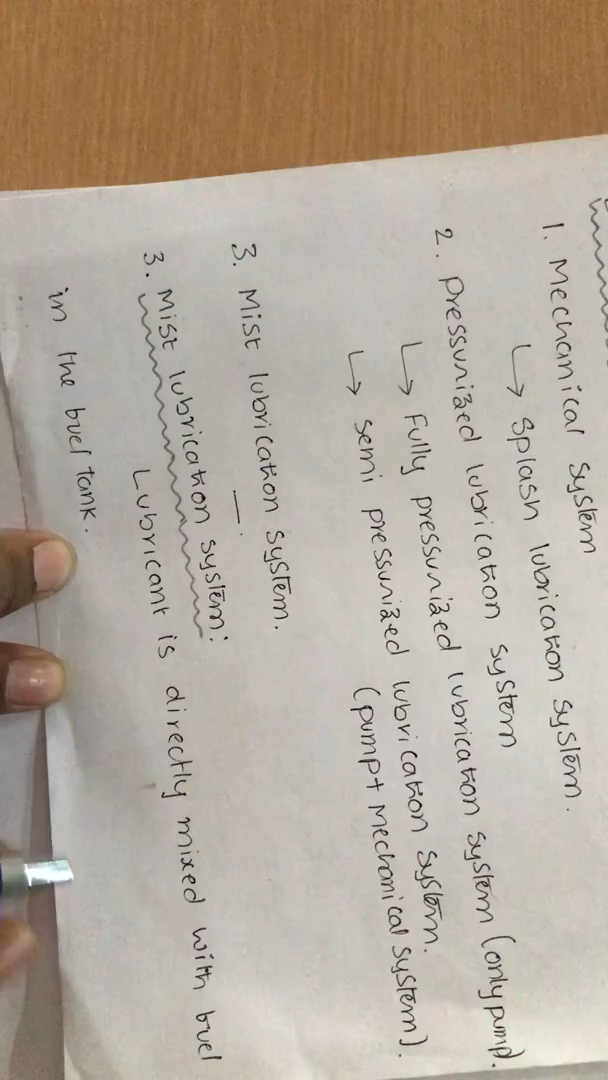 1. Mechanical system
↳ Splash lubrication system.
2. Pressurized lubrication system
↳ Fully pressurized lubrication system (only pump).
↳ semi pressurized lubrication system.
(pump + Mechanical system).
3. Mist lubrication system.
3. Mist lubrication system:
Lubricant is directly mixed with fuel
in the fuel tank.